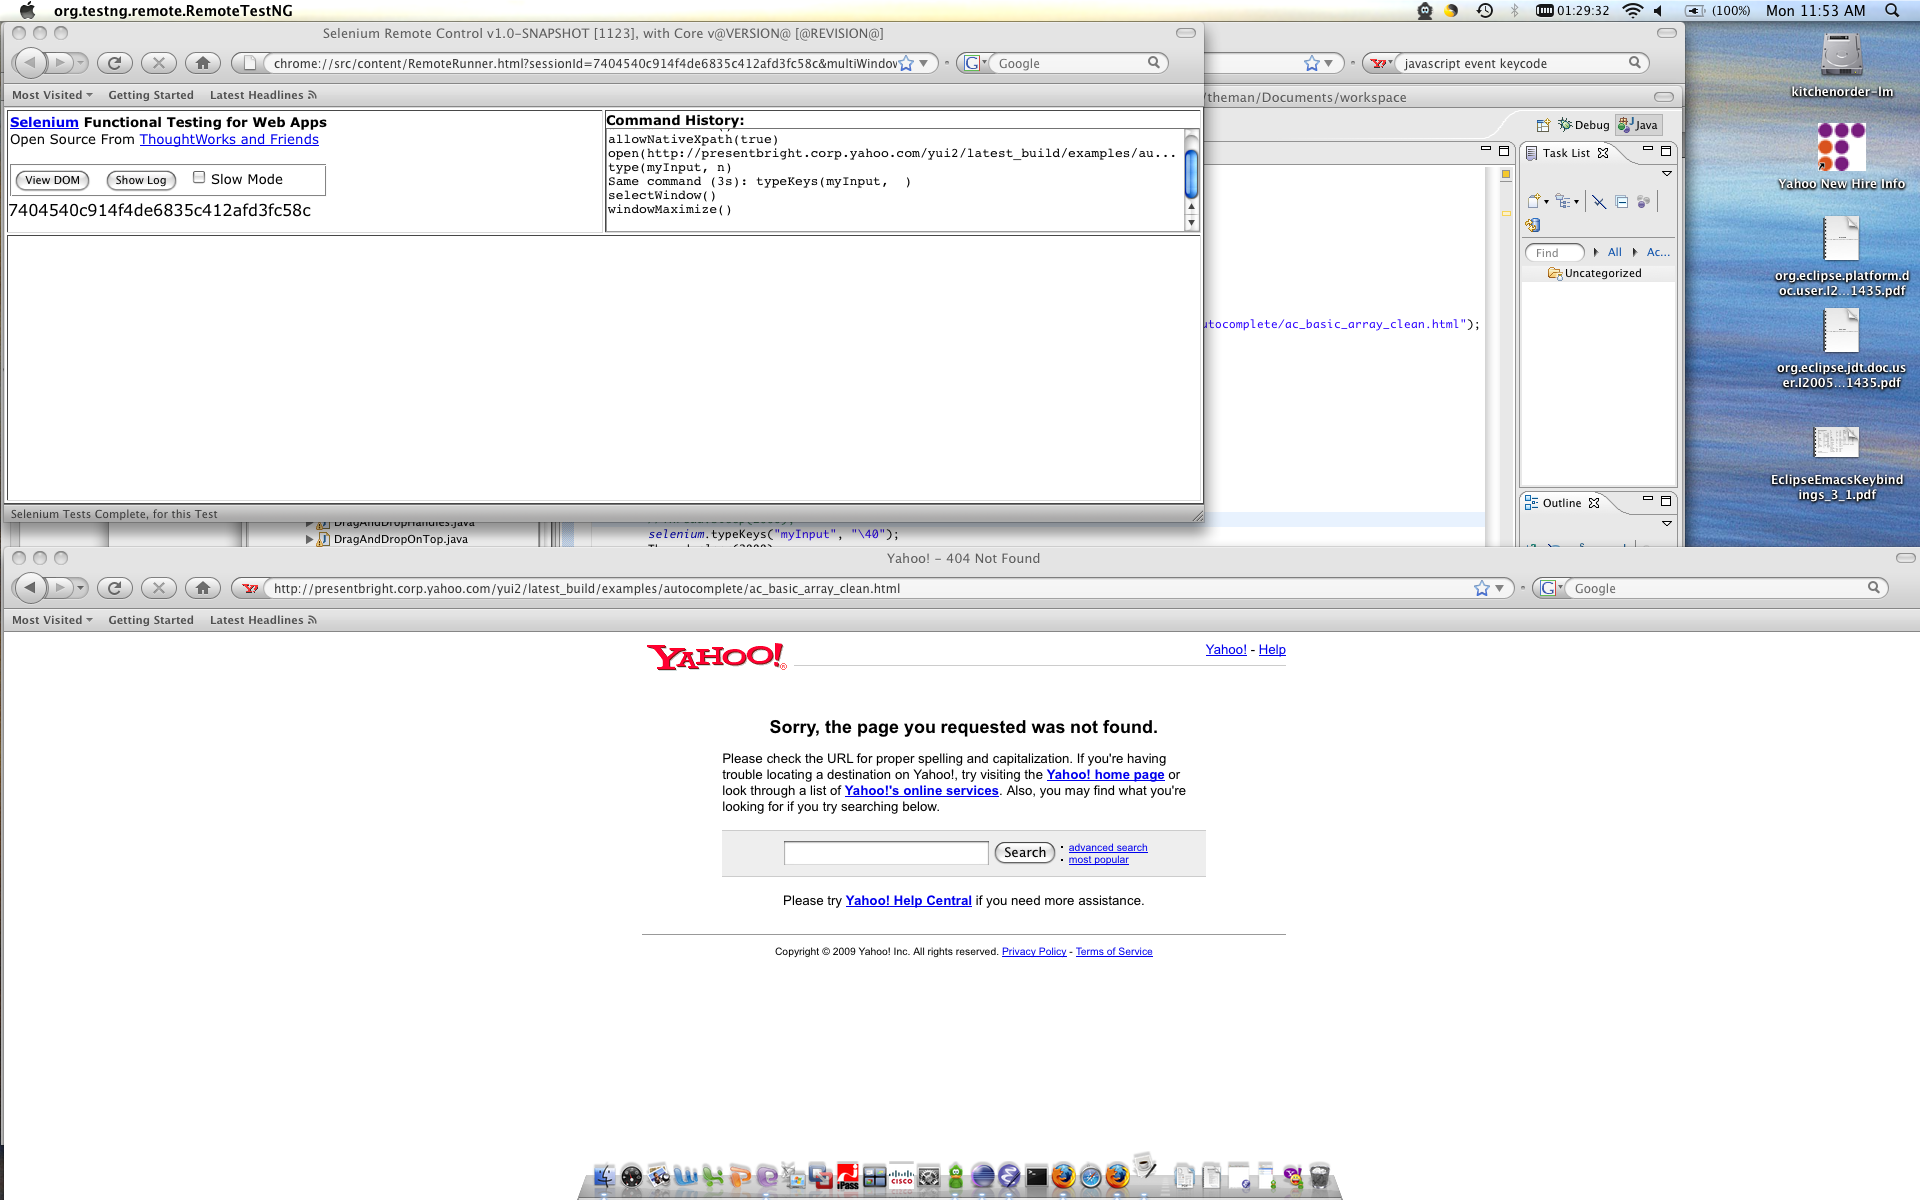 org.testng.remote.RemoteTestNG
01:29:32
(100%)
Mon 11:53 AM
Selenium Remote Control v1.0-SNAPSHOT [1123], with Core v@VERSION@ [@REVISION@]
chrome://src/content/RemoteRunner.html?sessionId=7404540c914f4de6835c412afd3fc58c&multiWindow
Google
javascript event keycode
Most Visited
Getting Started
Latest Headlines
/theman/Documents/workspace
Selenium Functional Testing for Web Apps
Open Source From ThoughtWorks and Friends
View DOM
Show Log
Slow Mode
7404540c914f4de6835c412afd3fc58c
Command History:
allowNativeXpath(true)
open(http://presentbright.corp.yahoo.com/yui2/latest_build/examples/au...
type(myInput, n)
Same command (3s): typeKeys(myInput, )
selectWindow()
windowMaximize()
Debug
Java
Task List
Find
All
Ac...
Uncategorized
utocomplete/ac_basic_array_clean.html");
Outline
kitchenorder-lm
Yahoo New Hire Info
org.eclipse.platform.d
oc.user.I2...1435.pdf
org.eclipse.jdt.doc.us
er.I2005...1435.pdf
EclipseEmacsKeybind
ings_3_1.pdf
Selenium Tests Complete, for this Test
DragAndDropHandles.java
DragAndDropOnTop.java
selenium.typeKeys("myInput", "\40");
Yahoo! - 404 Not Found
http://presentbright.corp.yahoo.com/yui2/latest_build/examples/autocomplete/ac_basic_array_clean.html
Google
Most Visited
Getting Started
Latest Headlines
YAHOO!
Yahoo! - Help
Sorry, the page you requested was not found.
Please check the URL for proper spelling and capitalization. If you're having
trouble locating a destination on Yahoo!, try visiting the Yahoo! home page or
look through a list of Yahoo!'s online services. Also, you may find what you're
looking for if you try searching below.
Search
advanced search
most popular
Please try Yahoo! Help Central if you need more assistance.
Copyright © 2009 Yahoo! Inc. All rights reserved. Privacy Policy - Terms of Service
iPass
CISCO